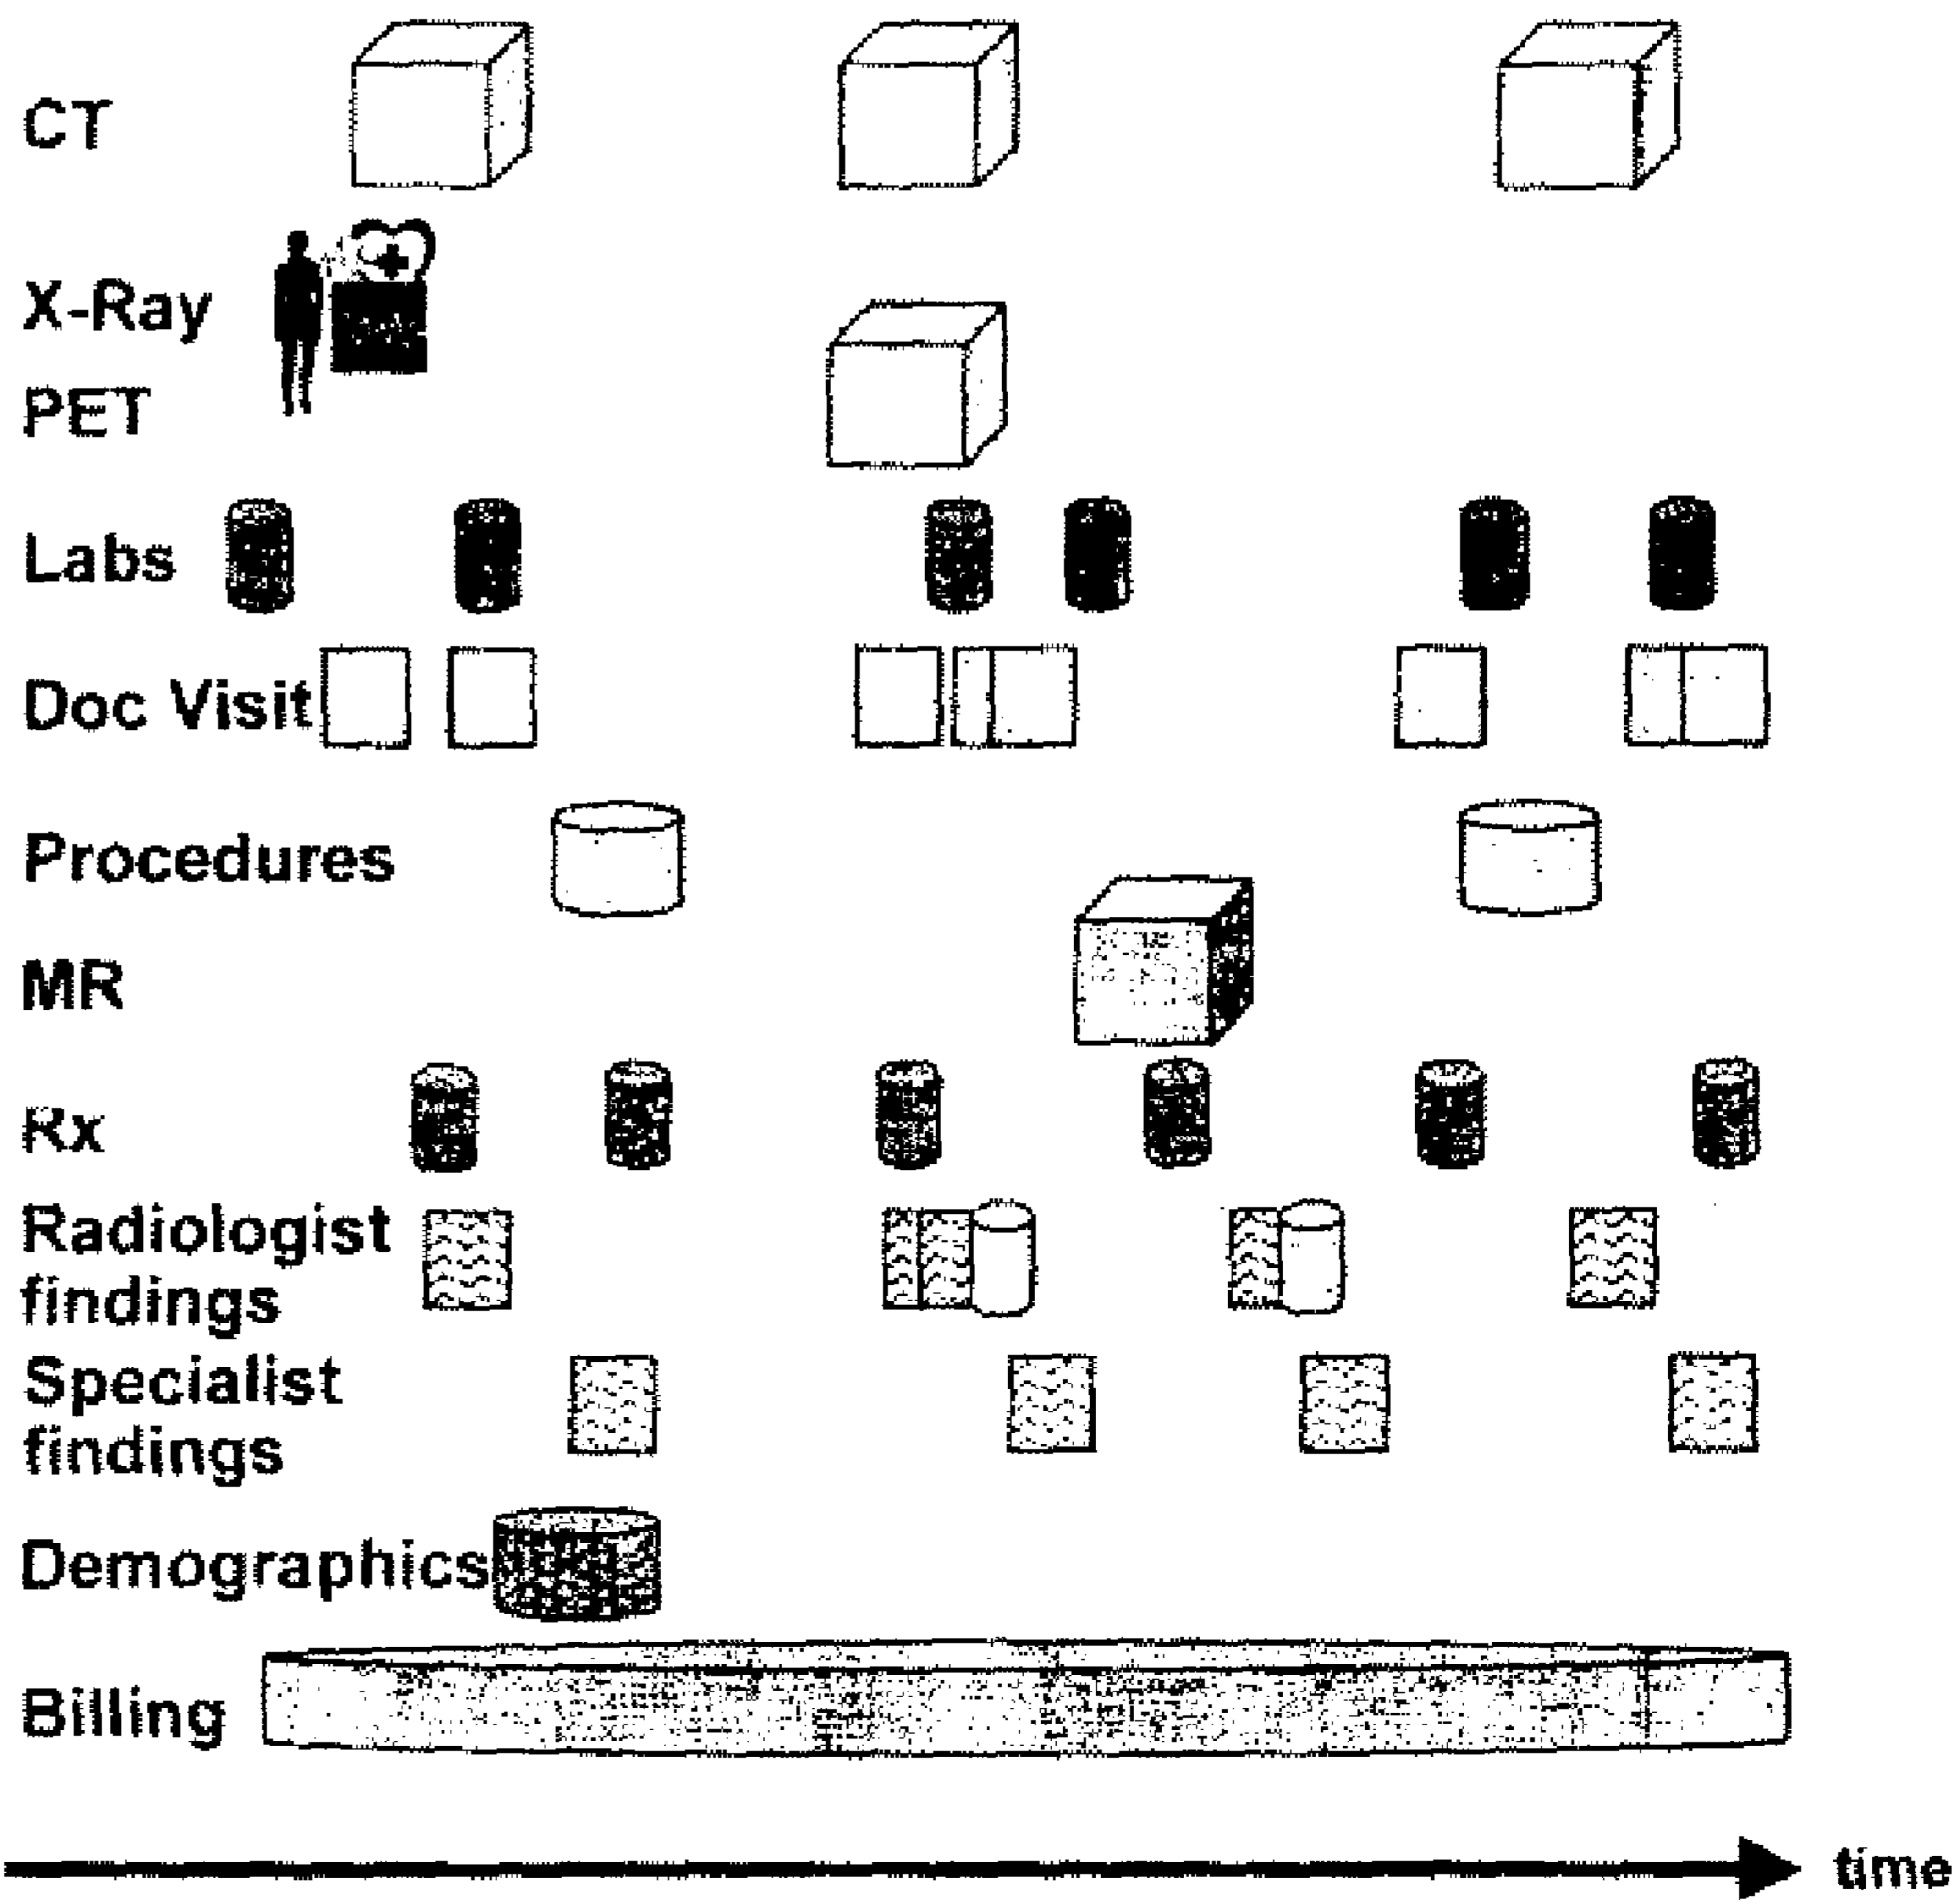 CT
X-Ray
PET
Labs
Doc Visit
Procedures
MR
Rx
Radiologist
findings
Specialist
findings
Demographics
Billing
time